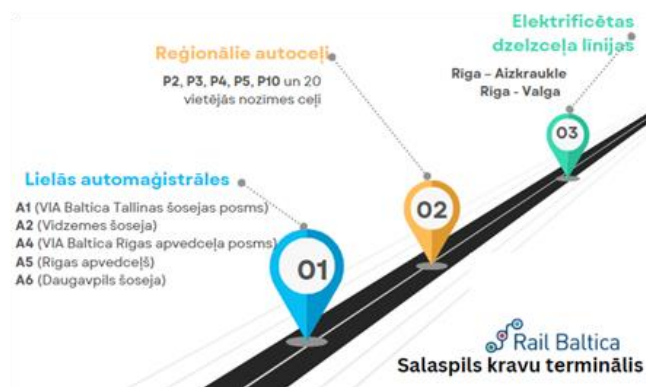 Elektrificētas
dzelzceļa līnijas
Rīga – Aizkraukle
Rīga - Valga
03
Reģionālie autoceļi
P2, P3, P4, P5, P10 un 20
vietējās nozīmes ceļi
02
Lielās automaģistrāles
A1 (VIA Baltica Tallinas šosejas posms)
A2 (Vidzemes šoseja)
A4 (VIA Baltica Rīgas apvedceļa posms)
A5 (Rīgas apvedceļš)
A6 (Daugavpils šoseja)
01
Rail Baltica
Salaspils kravu terminālis